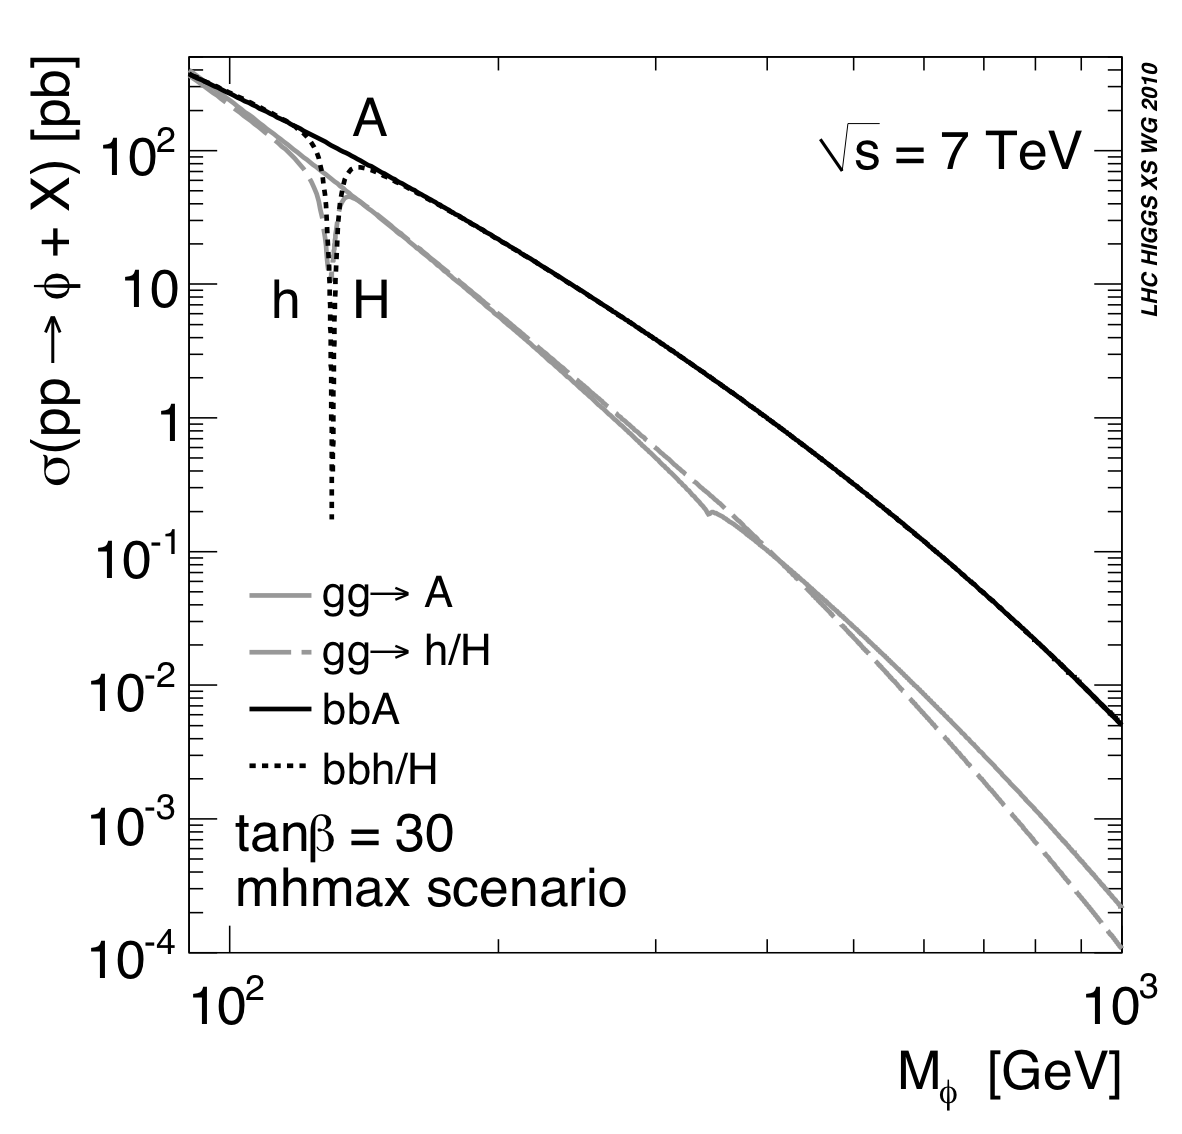 σ(pp → ϕ + X) [pb]
LHC HIGGS XS WG 2010
√s = 7 TeV
A
h H
10²
10
1
10⁻¹
10⁻²
10⁻³
10⁻⁴
gg→ A
gg→ h/H
bbA
bbh/H
tanβ = 30
mhmax scenario
10² 10³
M_ϕ [GeV]